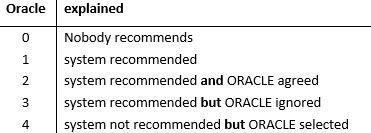 Oracle explained
0 Nobody recommends
1 system recommended
2 system recommended and ORACLE agreed
3 system recommended but ORACLE ignored
4 system not recommended but ORACLE selected